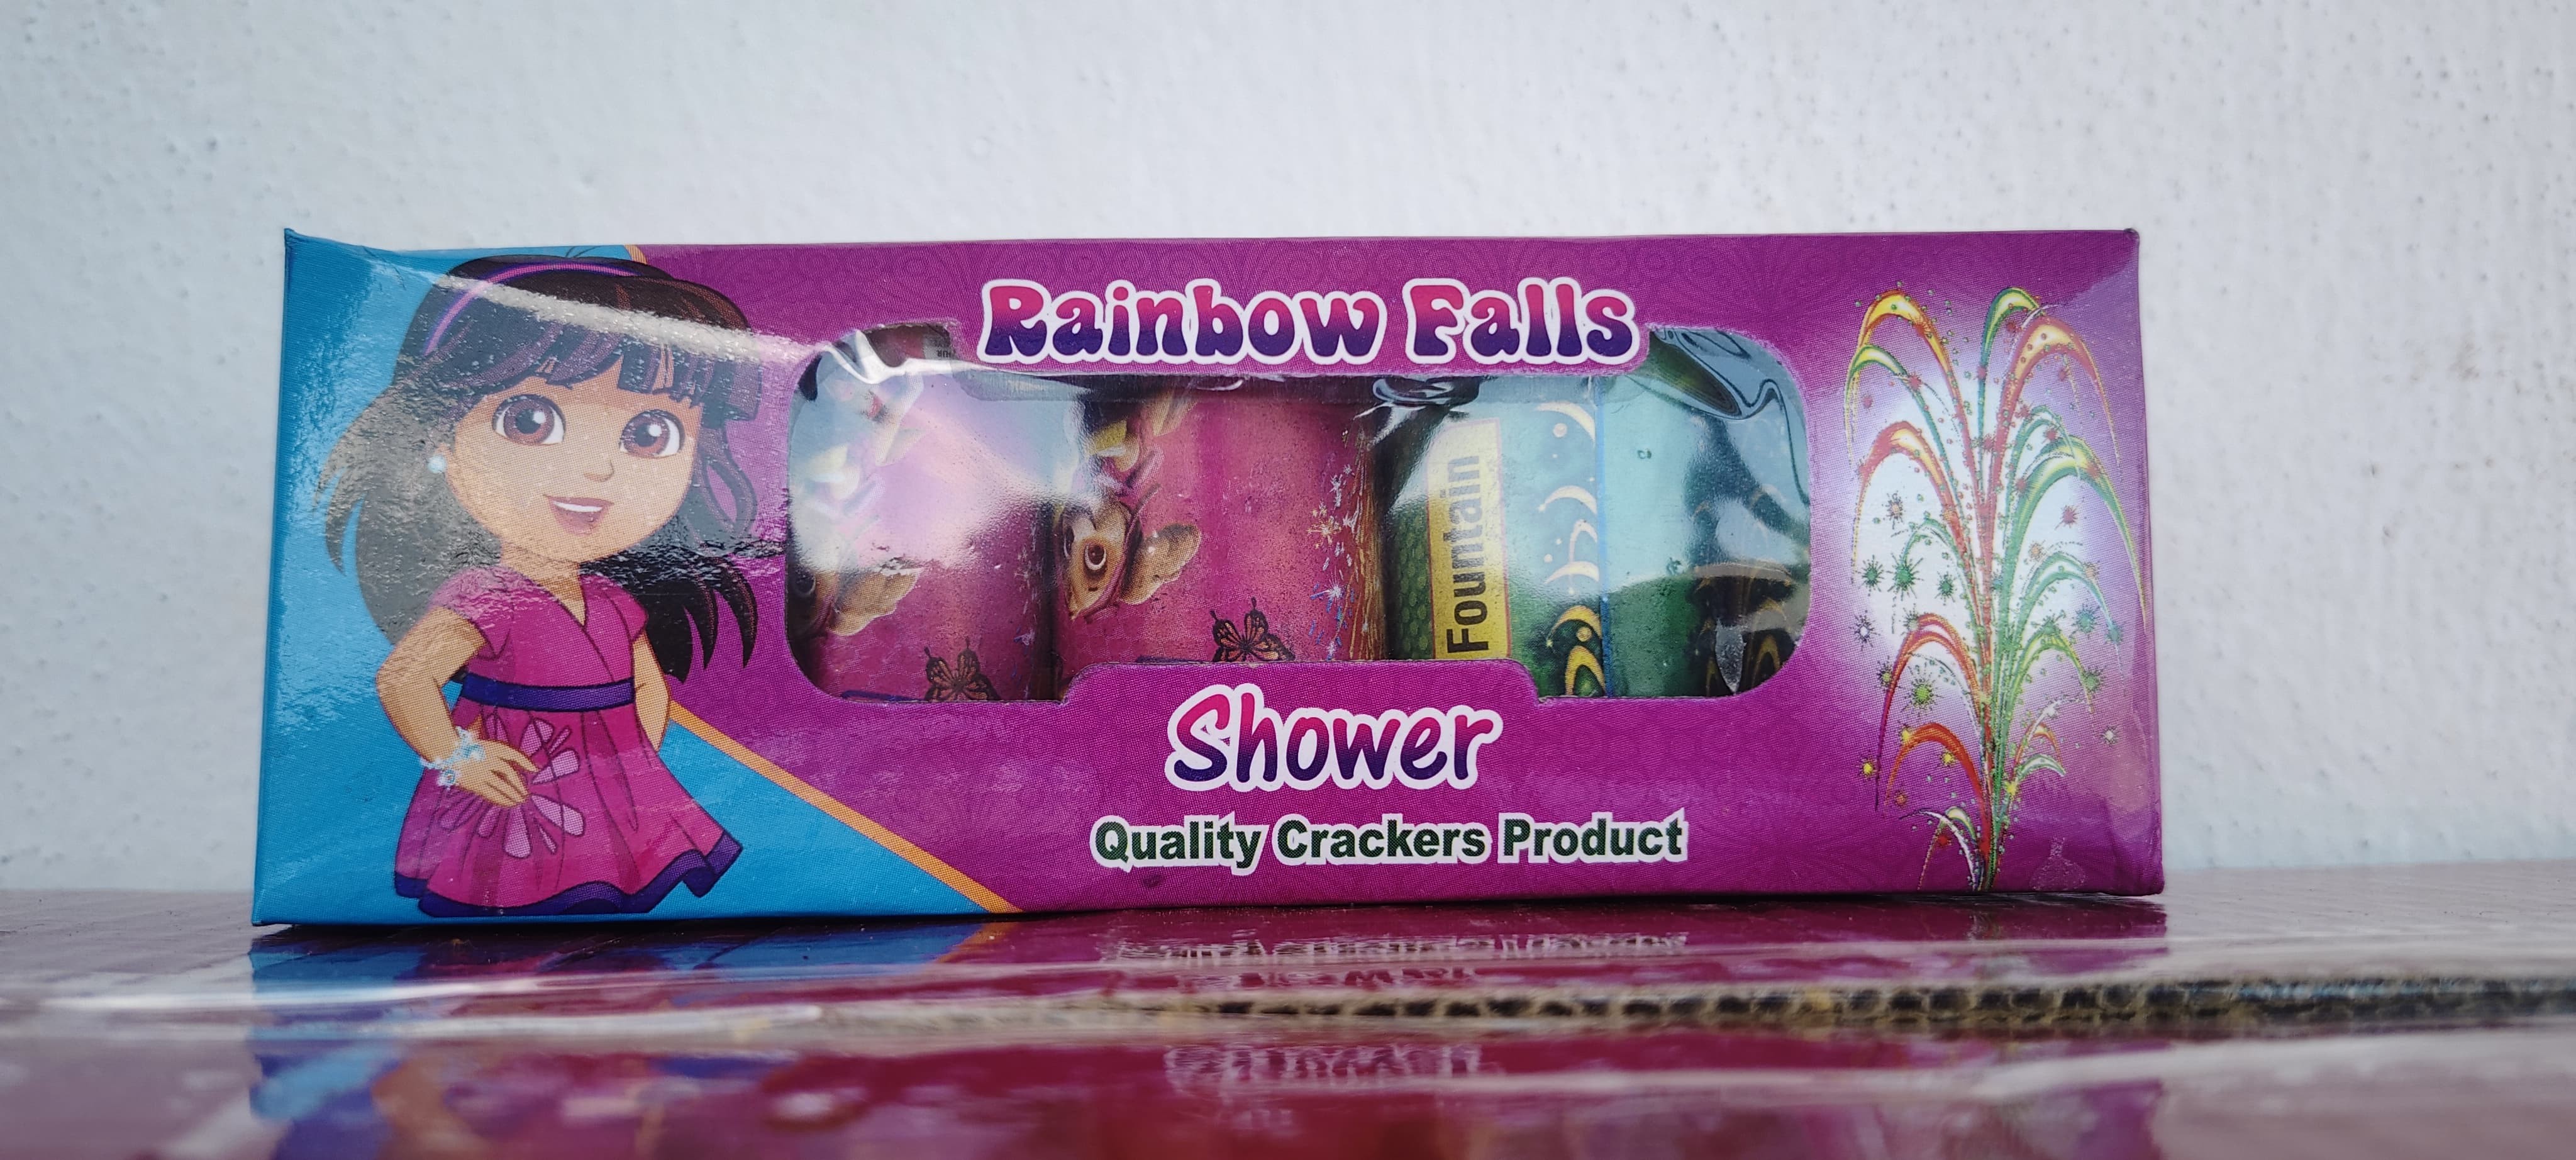 Rainbow Falls
Fountain
Shower
Quality Crackers Product